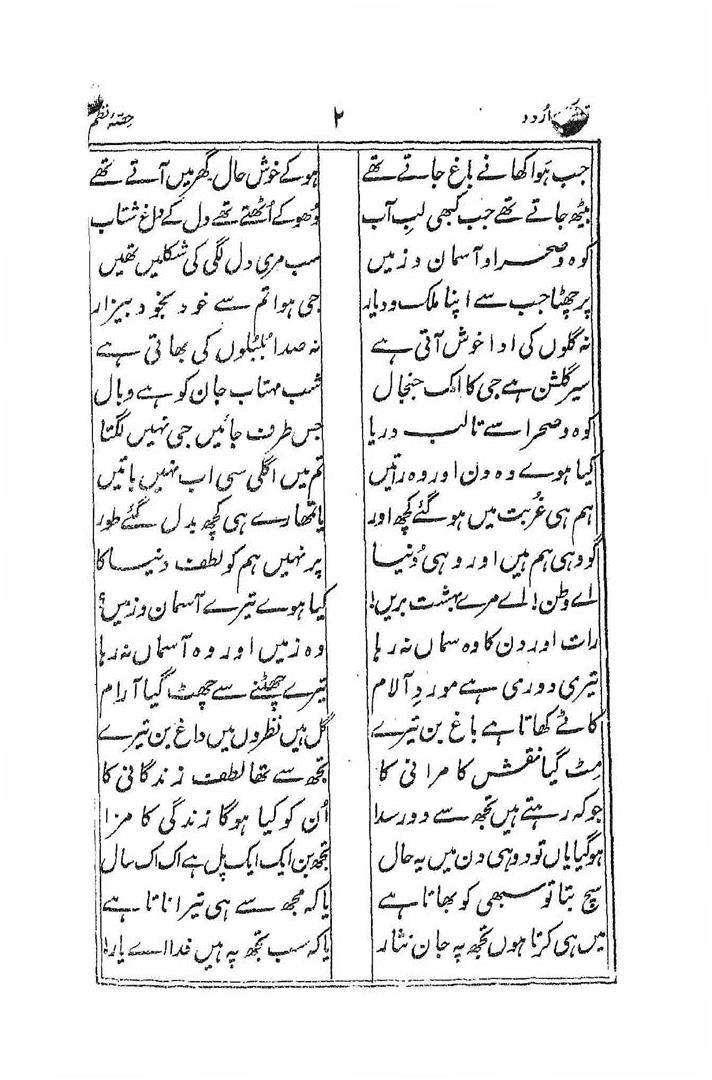 اُردو ۲ حصّۂ نظم
جب ہَوا کھانے باغ جاتے تھے ہو کے خوش حال گھر میں آتے تھے
بیٹھ جاتے تھے جب کبھی لبِ آب دھو کے اُٹھتے تھے دل کے داغ شتاب
کوہ و صحرا و آسمان و زمیں سب مری دل لگی کی شکلیں تھیں
پر چھٹا جب سے اپنا ملک و دیار جی ہوا تم سے خود بخود بیزار
نہ گلوں کی ادا خوش آتی ہے نہ صدا بُلبلوں کی بھاتی ہے
سیرِ گلشن ہے جی کا اک جنجال شب مہتاب جان کو ہے وبال
کوہ و صحرا سے تا لب دریا جس طرف جائیں جی نہیں لگتا
کیا ہوے وہ دن اور وہ راتیں تم میں اگلی سی اب نہیں باتیں
ہم ہی غُربت میں ہو گئے کچھ اور یا تمھارے ہی کچھ بدل گئے طور
گو وہی ہم ہیں اور وہی دُنیا پر نہیں ہم کو لطف دنیا کا
اے وطن! اے مرے بہشت بریں! کیا ہوے تیرے آسمان و زمیں؟
رات اور دن کا وہ سماں نہ رہا وہ زمیں اور وہ آسماں نہ رہا
تیری دوری ہے موردِ آلام تیرے چھٹنے سے چھٹ گیا آرام
کاٹے کھاتا ہے باغ بن تیرے گل ہیں نظروں میں داغ بن تیرے
مٹ گیا نقش کامرانی کا تجھ سے تھا لطف زندگانی کا
جو کہ رہتے ہیں تجھ سے دور سدا اُن کو کیا ہوگا زندگی کا مزا
ہو گیا یاں تو دو ہی دن میں یہ حال تجھ بن ایک ایک پل ہے اک اک سال
سچ بتا تو سبھی کو بھاتا ہے یا کہ مجھ سے ہی تیرا ناتا ہے
میں ہی کرتا ہوں تجھ پہ جان نثار یا کہ سب تجھ پہ ہیں فدا اے یار!